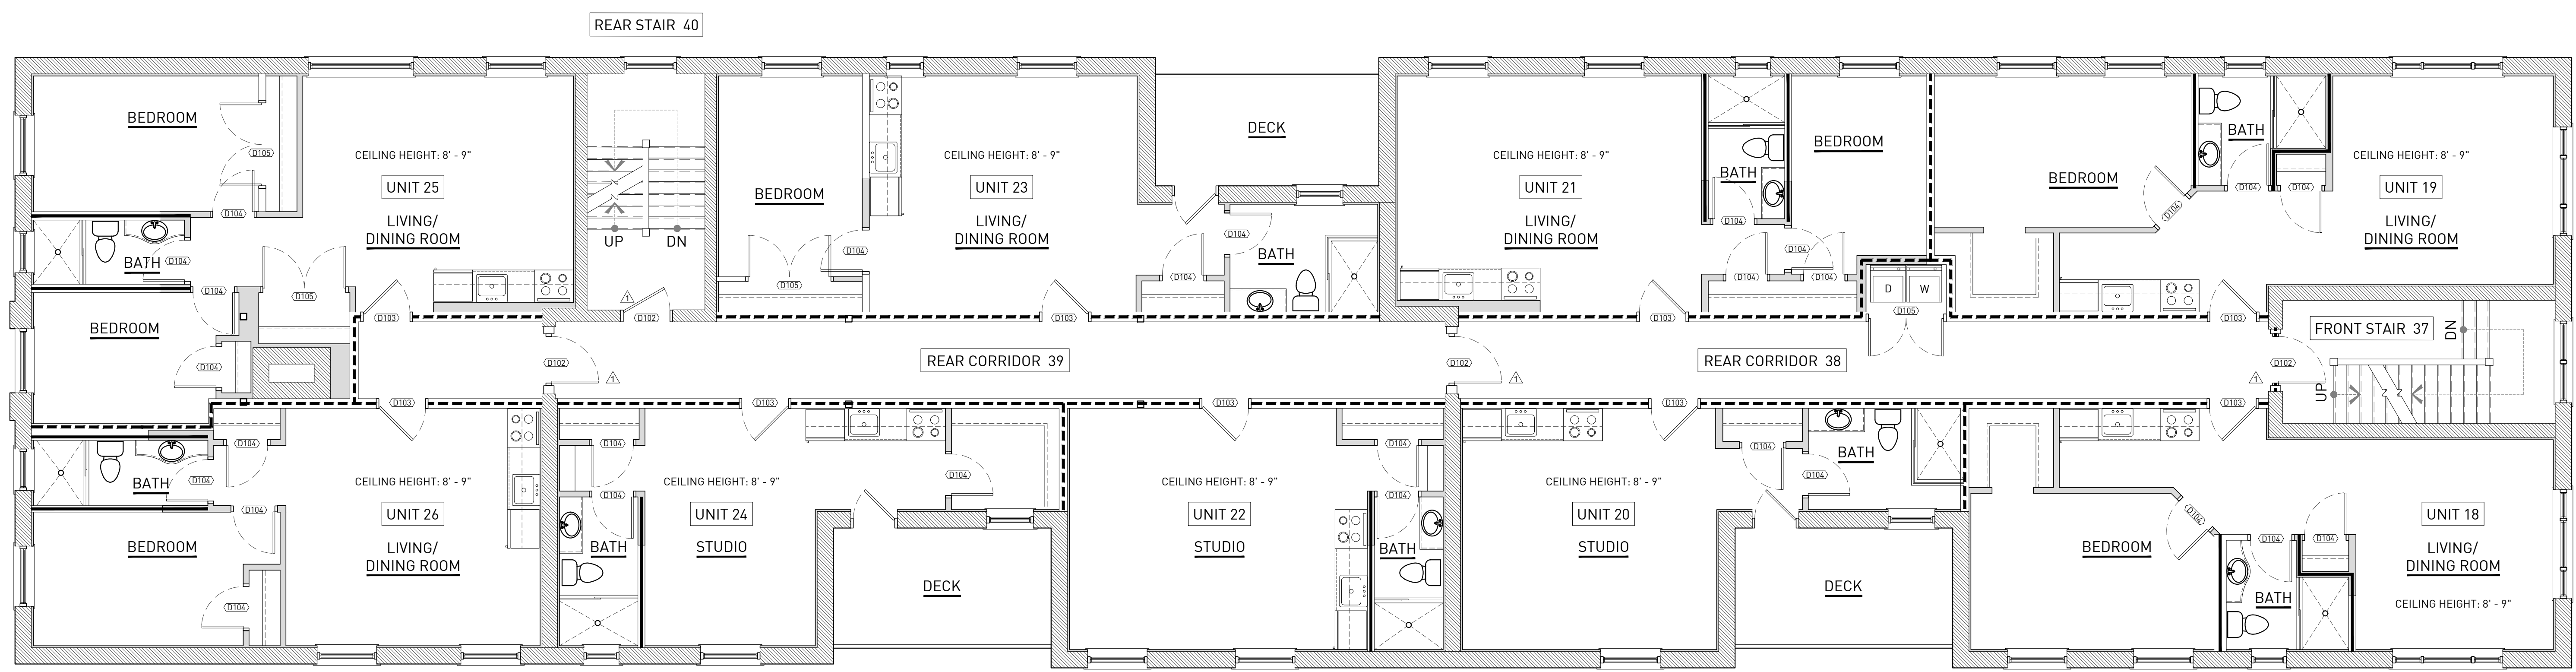 REAR STAIR 40
BEDROOM
D105
D104
CEILING HEIGHT: 8' - 9"
UNIT 25
LIVING/
DINING ROOM
BATH
D104
D104
D105
BEDROOM
D104
D103
UP
DN
1
D102
BEDROOM
D105
D104
CEILING HEIGHT: 8' - 9"
UNIT 23
LIVING/
DINING ROOM
D103
DECK
D104
D104
BATH
CEILING HEIGHT: 8' - 9"
UNIT 21
LIVING/
DINING ROOM
D103
BATH
D104
D104
BEDROOM
D104
D104
D
W
D105
BEDROOM
D104
BATH
D104
D104
CEILING HEIGHT: 8' - 9"
UNIT 19
LIVING/
DINING ROOM
D103
FRONT STAIR 37
DN
UP
D102
1
D102
1
REAR CORRIDOR 39
D102
1
REAR CORRIDOR 38
D103
D103
D103
D103
D103
D104
BATH
D104
D104
BEDROOM
D104
CEILING HEIGHT: 8' - 9"
UNIT 26
LIVING/
DINING ROOM
D104
D104
BATH
CEILING HEIGHT: 8' - 9"
UNIT 24
STUDIO
D104
DECK
CEILING HEIGHT: 8' - 9"
UNIT 22
STUDIO
D104
D104
BATH
CEILING HEIGHT: 8' - 9"
UNIT 20
STUDIO
D104
D104
BATH
DECK
BEDROOM
D104
D104
D104
BATH
UNIT 18
LIVING/
DINING ROOM
CEILING HEIGHT: 8' - 9"